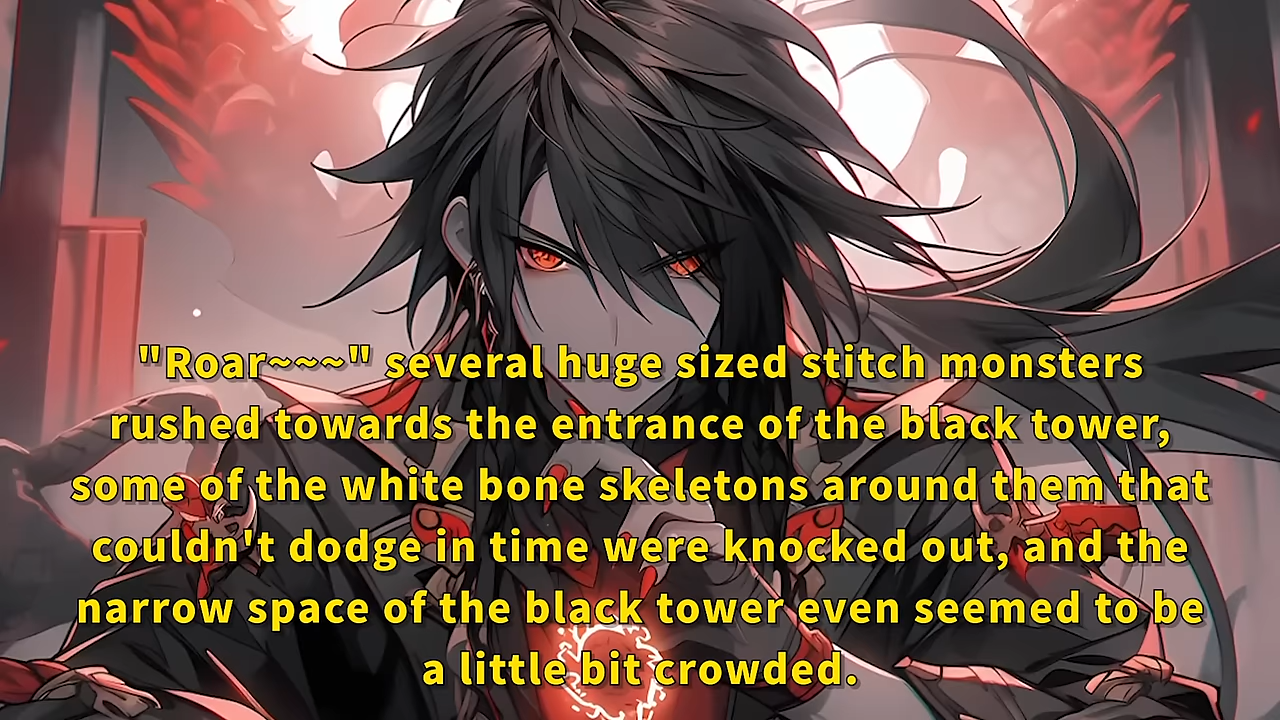 "Roar~~~" several huge sized stitch monsters
rushed towards the entrance of the black tower,
some of the white bone skeletons around them that
couldn't dodge in time were knocked out, and the
narrow space of the black tower even seemed to be
a little bit crowded.